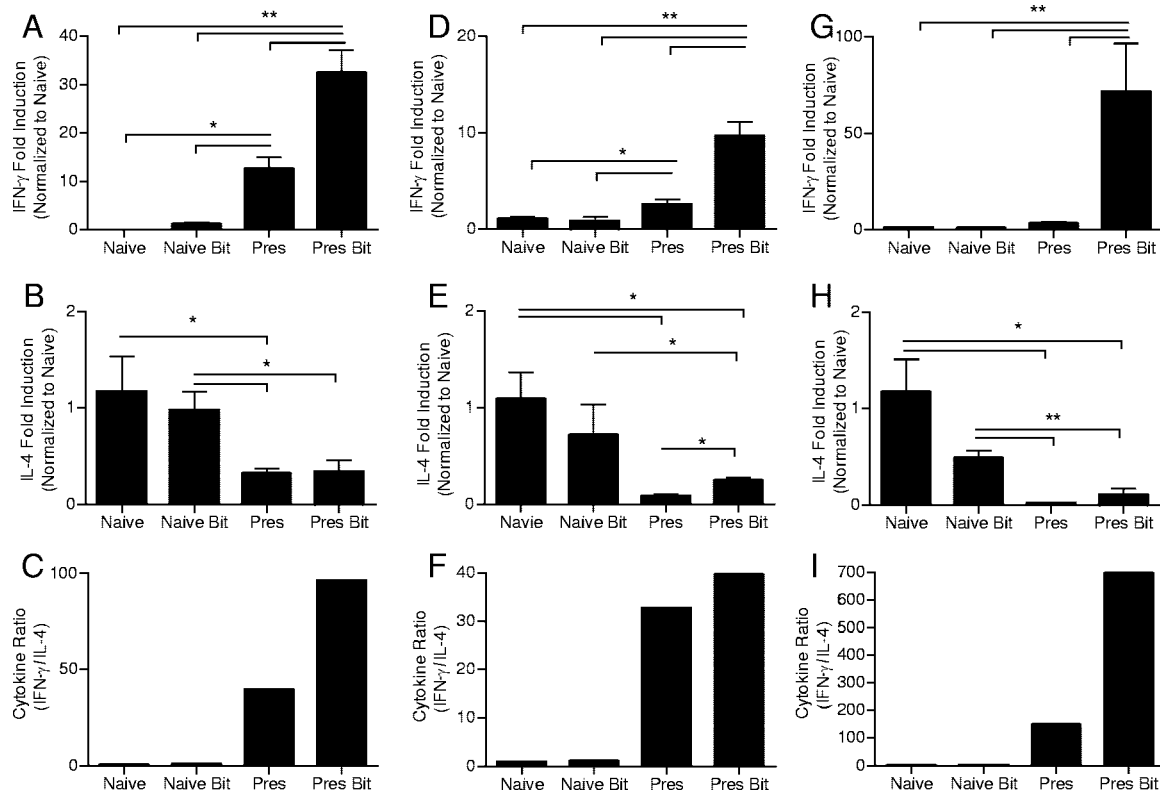 A
IFN-γ Fold Induction
(Normalized to Naive)
40
30
20
10
0
**
*
Naive Naive Bit Pres Pres Bit
D
IFN-γ Fold Induction
(Normalized to Naive)
20
10
0
**
*
Naive Naive Bit Pres Pres Bit
G
IFN-γ Fold Induction
(Normalized to Naive)
100
50
0
**
Naive Naive Bit Pres Pres Bit
B
IL-4 Fold Induction
(Normalized to Naive)
2
1
0
*
*
Naive Naive Bit Pres Pres Bit
E
IL-4 Fold Induction
(Normalized to Naive)
2
1
0
*
*
*
Navie Naive Bit Pres Pres Bit
H
IL-4 Fold Induction
(Normalized to Naive)
2
1
0
*
**
Naive Naive Bit Pres Pres Bit
C
Cytokine Ratio
(IFN-γ/IL-4)
100
50
0
Naive Naive Bit Pres Pres Bit
F
Cytokine Ratio
(IFN-γ/IL-4)
40
30
20
10
0
Naive Naive Bit Pres Pres Bit
I
Cytokine Ratio
(IFN-γ/IL-4)
700
600
500
400
300
200
100
0
Naive Naive Bit Pres Pres Bit